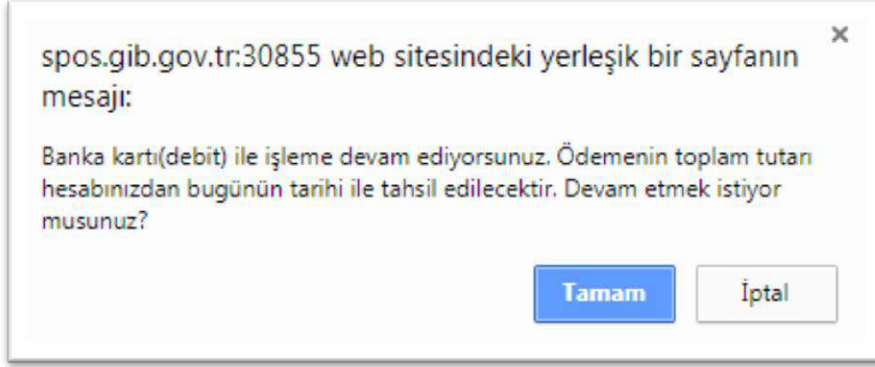 spos.gib.gov.tr:30855 web sitesindeki yerleşik bir sayfanın
mesajı:
Banka kartı(debit) ile işleme devam ediyorsunuz. Ödemenin toplam tutarı
hesabınızdan bugünün tarihi ile tahsil edilecektir. Devam etmek istiyor
musunuz?
Tamam
İptal